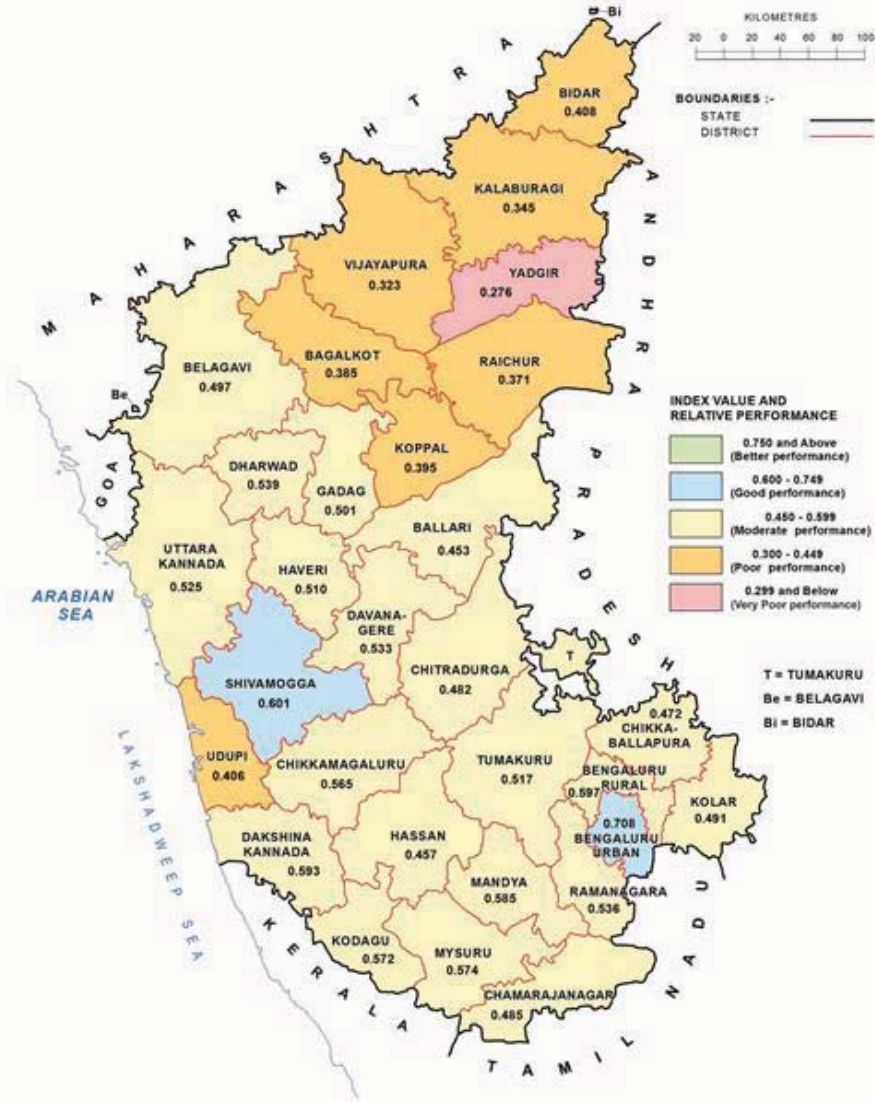 Bi
KILOMETRES
20 0 20 40 60 80 100
BOUNDARIES :-
STATE
DISTRICT
MAHARASHTRA
ANDHRA PRADESH
GOA
ARABIAN SEA
LAKSHADWEEP SEA
KERALA
TAMIL NADU
BIDAR
0.408
KALABURAGI
0.345
YADGIR
0.276
VIJAYAPURA
0.323
BAGALKOT
0.385
RAICHUR
0.371
BELAGAVI
0.497
Be
KOPPAL
0.395
DHARWAD
0.539
GADAG
0.501
BALLARI
0.453
UTTARA
KANNADA
0.525
HAVERI
0.510
DAVANA-
GERE
0.533
CHITRADURGA
0.482
SHIVAMOGGA
0.601
T
UDUPI
0.406
CHIKKAMAGALURU
0.565
TUMAKURU
0.517
0.472
CHIKKA-
BALLAPURA
BENGALURU
RURAL
0.597
KOLAR
0.491
0.708
BENGALURU
URBAN
DAKSHINA
KANNADA
0.593
HASSAN
0.457
MANDYA
0.585
RAMANAGARA
0.536
KODAGU
0.572
MYSURU
0.574
CHAMARAJANAGAR
0.485
INDEX VALUE AND
RELATIVE PERFORMANCE
0.750 and Above
(Better performance)
0.600 - 0.749
(Good performance)
0.450 - 0.599
(Moderate performance)
0.300 - 0.449
(Poor performance)
0.299 and Below
(Very Poor performance)
T = TUMAKURU
Be = BELAGAVI
Bi = BIDAR